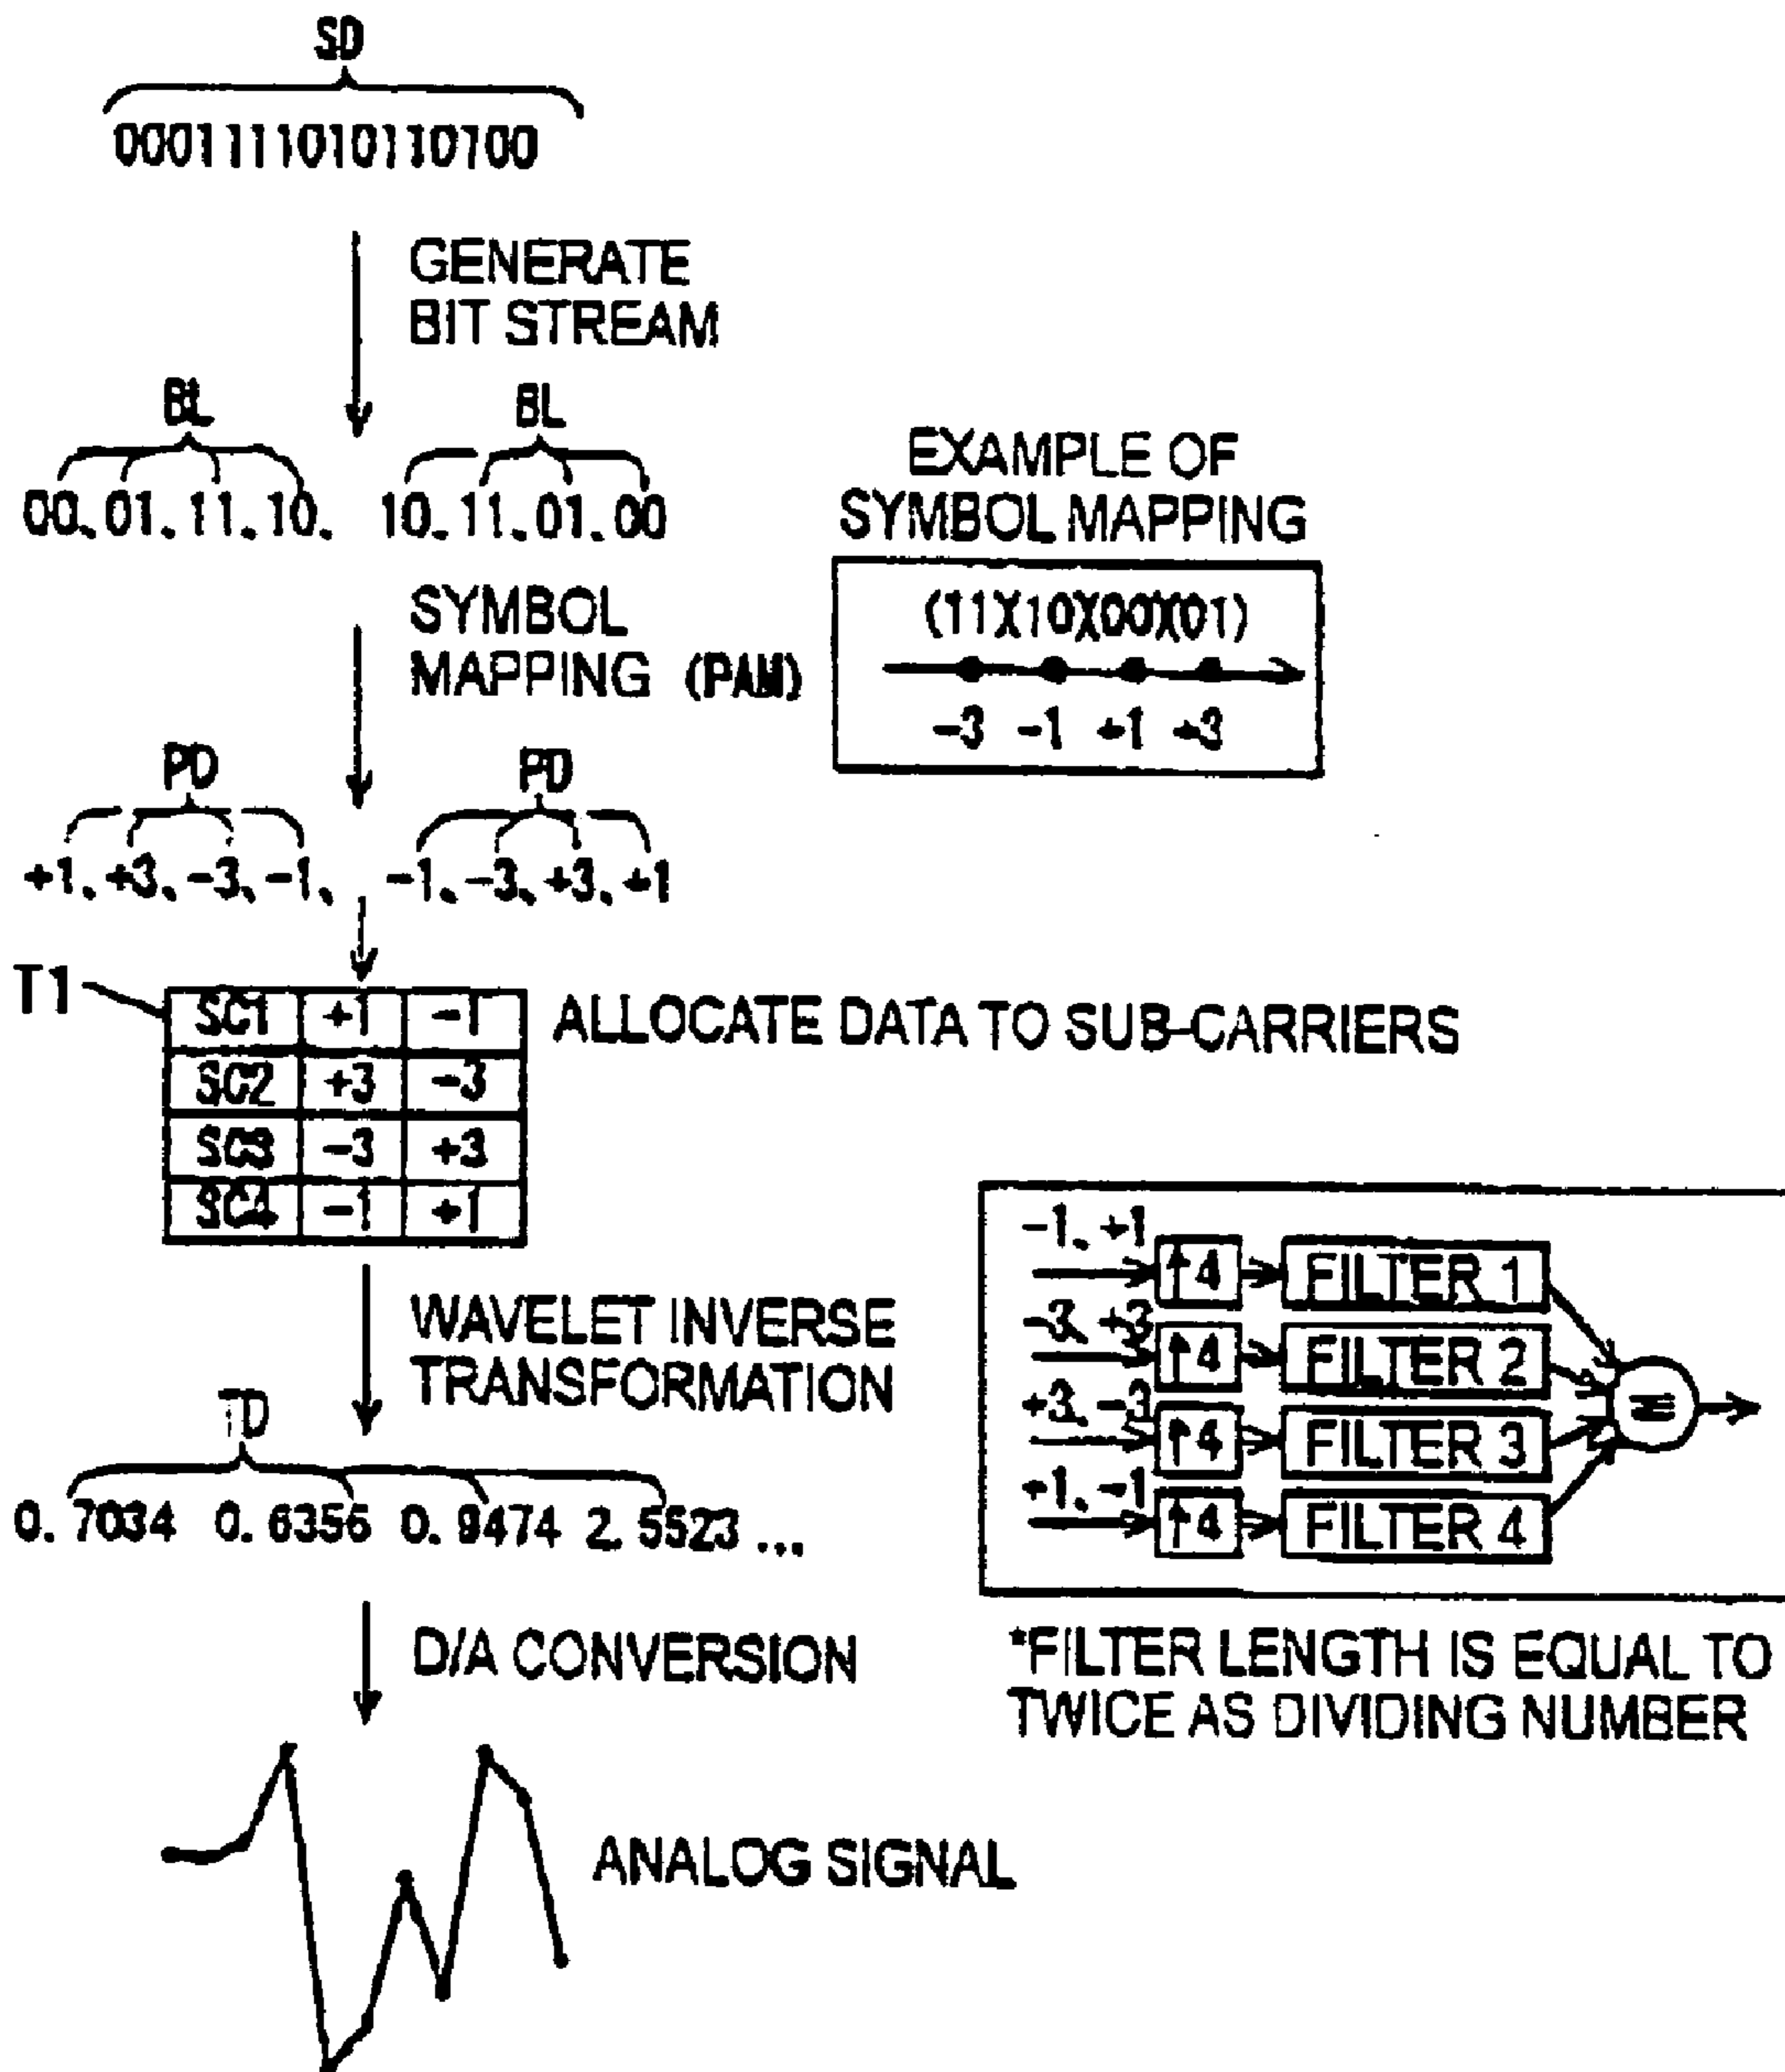 SD
0001111010110100
GENERATE
BIT STREAM
BL BL
00. 01. 11. 10. 10. 11. 01. 00
EXAMPLE OF
SYMBOL MAPPING
(11)(10)(00)(01)
-3 -1 +1 +3
SYMBOL
MAPPING (PAM)
PD PD
+1. +3. -3. -1. -1. -3. +3. +1
T1
SC1 +1 -1
SC2 +3 -3
SC3 -3 +3
SC4 -1 +1
ALLOCATE DATA TO SUB-CARRIERS
WAVELET INVERSE
TRANSFORMATION
-1. +1 ↑4 FILTER 1
-3. +3 ↑4 FILTER 2
+3. -3 ↑4 FILTER 3
+1. -1 ↑4 FILTER 4
*FILTER LENGTH IS EQUAL TO
TWICE AS DIVIDING NUMBER
TD
0. 7034 0. 6356 0. 9474 2. 5523 ...
D/A CONVERSION
ANALOG SIGNAL